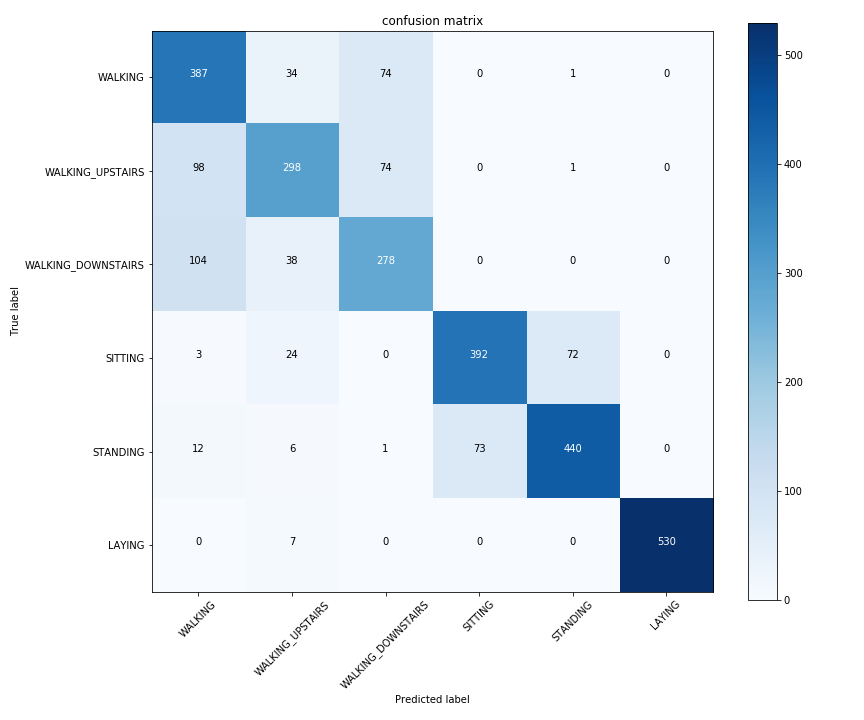 confusion matrix
WALKING 387 34 74 0 1 0
WALKING_UPSTAIRS 98 298 74 0 1 0
WALKING_DOWNSTAIRS 104 38 278 0 0 0
SITTING 3 24 0 392 72 0
STANDING 12 6 1 73 440 0
LAYING 0 7 0 0 0 530
True label
WALKING WALKING_UPSTAIRS WALKING_DOWNSTAIRS SITTING STANDING LAYING
Predicted label
500
400
300
200
100
0